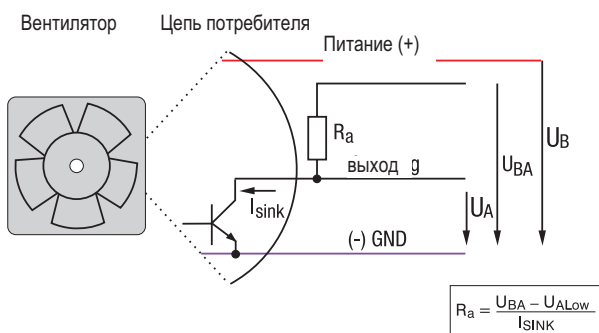 Вентилятор Цепь потребителя
Питание (+)
Ra
выход g
Isink
UA
UBA
UB
(-) GND
Ra = UBA – UALow / ISINK